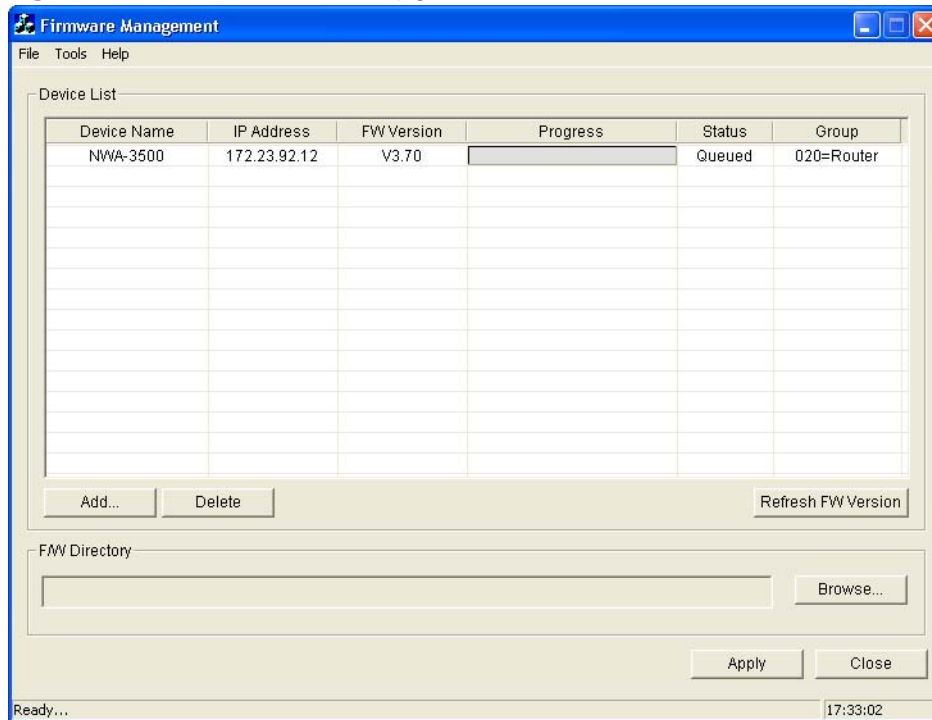 Firmware Management
File Tools Help
Device List
Device Name IP Address FW Version Progress Status Group
NWA-3500 172.23.92.12 V3.70 Queued 020=Router
Add... Delete Refresh FW Version
F/W Directory
Browse...
Apply Close
Ready... 17:33:02